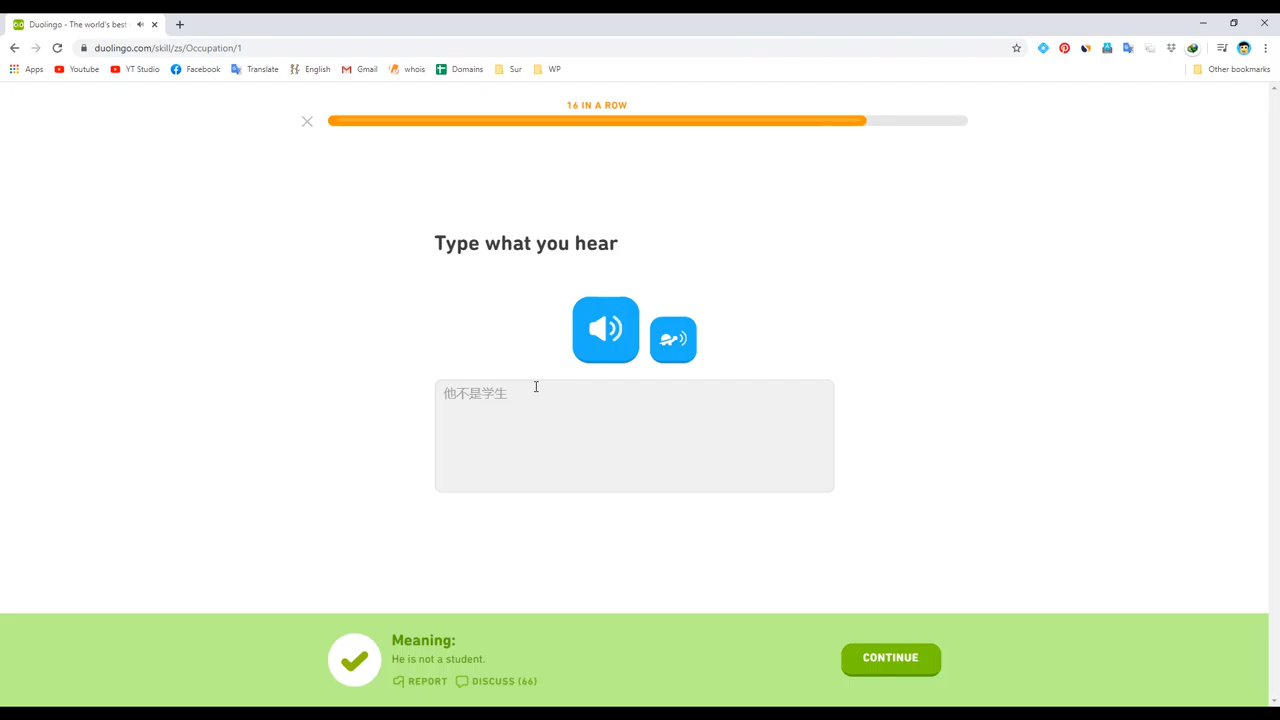 Duolingo - The world's best
duolingo.com/skill/zs/Occupation/1
Apps Youtube YT Studio Facebook Translate English Gmail whois Domains Sur WP Other bookmarks
16 IN A ROW
Type what you hear
他不是学生
Meaning:
He is not a student.
REPORT DISCUSS (66)
CONTINUE